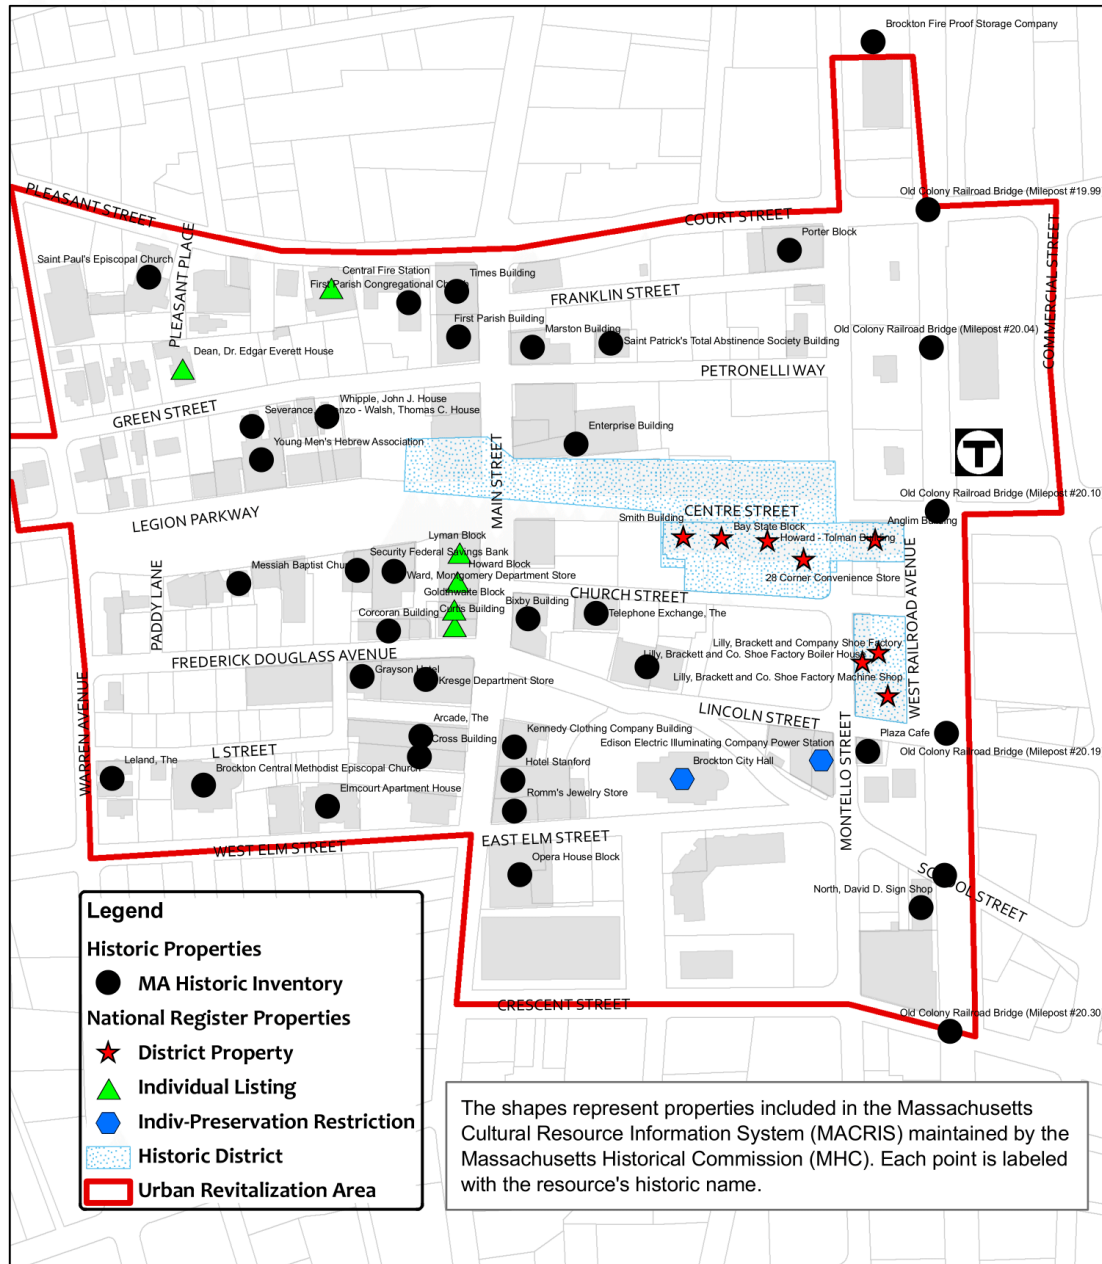 Brockton Fire Proof Storage Company
Old Colony Railroad Bridge (Milepost #19.99
PLEASANT STREET
COURT STREET
COMMERCIAL STREET
Porter Block
PLEASANT PLACE
Saint Paul's Episcopal Church
Central Fire Station
Times Building
First Parish Congregational
FRANKLIN STREET
First Parish Building
Marston Building
Saint Patrick's Total Abstinence Society Building
Old Colony Railroad Bridge (Milepost #20.04)
Dean, Dr. Edgar Everett House
PETRONELLI WAY
GREEN STREET
Whipple, John J. House
Severance, nzo - Walsh, Thomas C. House
Young Men's Hebrew Association
Enterprise Building
MAIN STREET
T
Old Colony Railroad Bridge (Milepost #20.10
LEGION PARKWAY
CENTRE STREET
Smith Building
Bay State Block
Howard - Tolman Building
Anglim Building
28 Corner Convenience Store
Lyman Block
Security Federal Savings Bank
Howard Block
Messiah Baptist
Ward, Montgomery Department Store
Goldthwaite Block
Curtis Building
Corcoran Building
Bixby Building
CHURCH STREET
Telephone Exchange, The
PADDY LANE
WEST RAILROAD AVENUE
FREDERICK DOUGLASS AVENUE
Lilly, Brackett and Company Shoe Factory
Lilly, Brackett and Co. Shoe Factory Boiler House
Lilly, Brackett and Co. Shoe Factory Machine Shop
Grayson Hotel
Kresge Department Store
WARREN AVENUE
LINCOLN STREET
MONTELLO STREET
Arcade, The
Cross Building
Kennedy Clothing Company Building
Edison Electric Illuminating Company Power Station
Plaza Cafe
Old Colony Railroad Bridge (Milepost #20.19
L STREET
Leland, The
Brockton Central Methodist Episcopal Church
Hotel Stanford
Brockton City Hall
Elmcourt Apartment House
Romm's Jewelry Store
WEST ELM STREET
EAST ELM STREET
Opera House Block
SCHOOL STREET
North, David D. Sign Shop
CRESCENT STREET
Old Colony Railroad Bridge (Milepost #20.30
Legend
Historic Properties
MA Historic Inventory
National Register Properties
District Property
Individual Listing
Indiv-Preservation Restriction
Historic District
Urban Revitalization Area
The shapes represent properties included in the Massachusetts
Cultural Resource Information System (MACRIS) maintained by the
Massachusetts Historical Commission (MHC). Each point is labeled
with the resource's historic name.